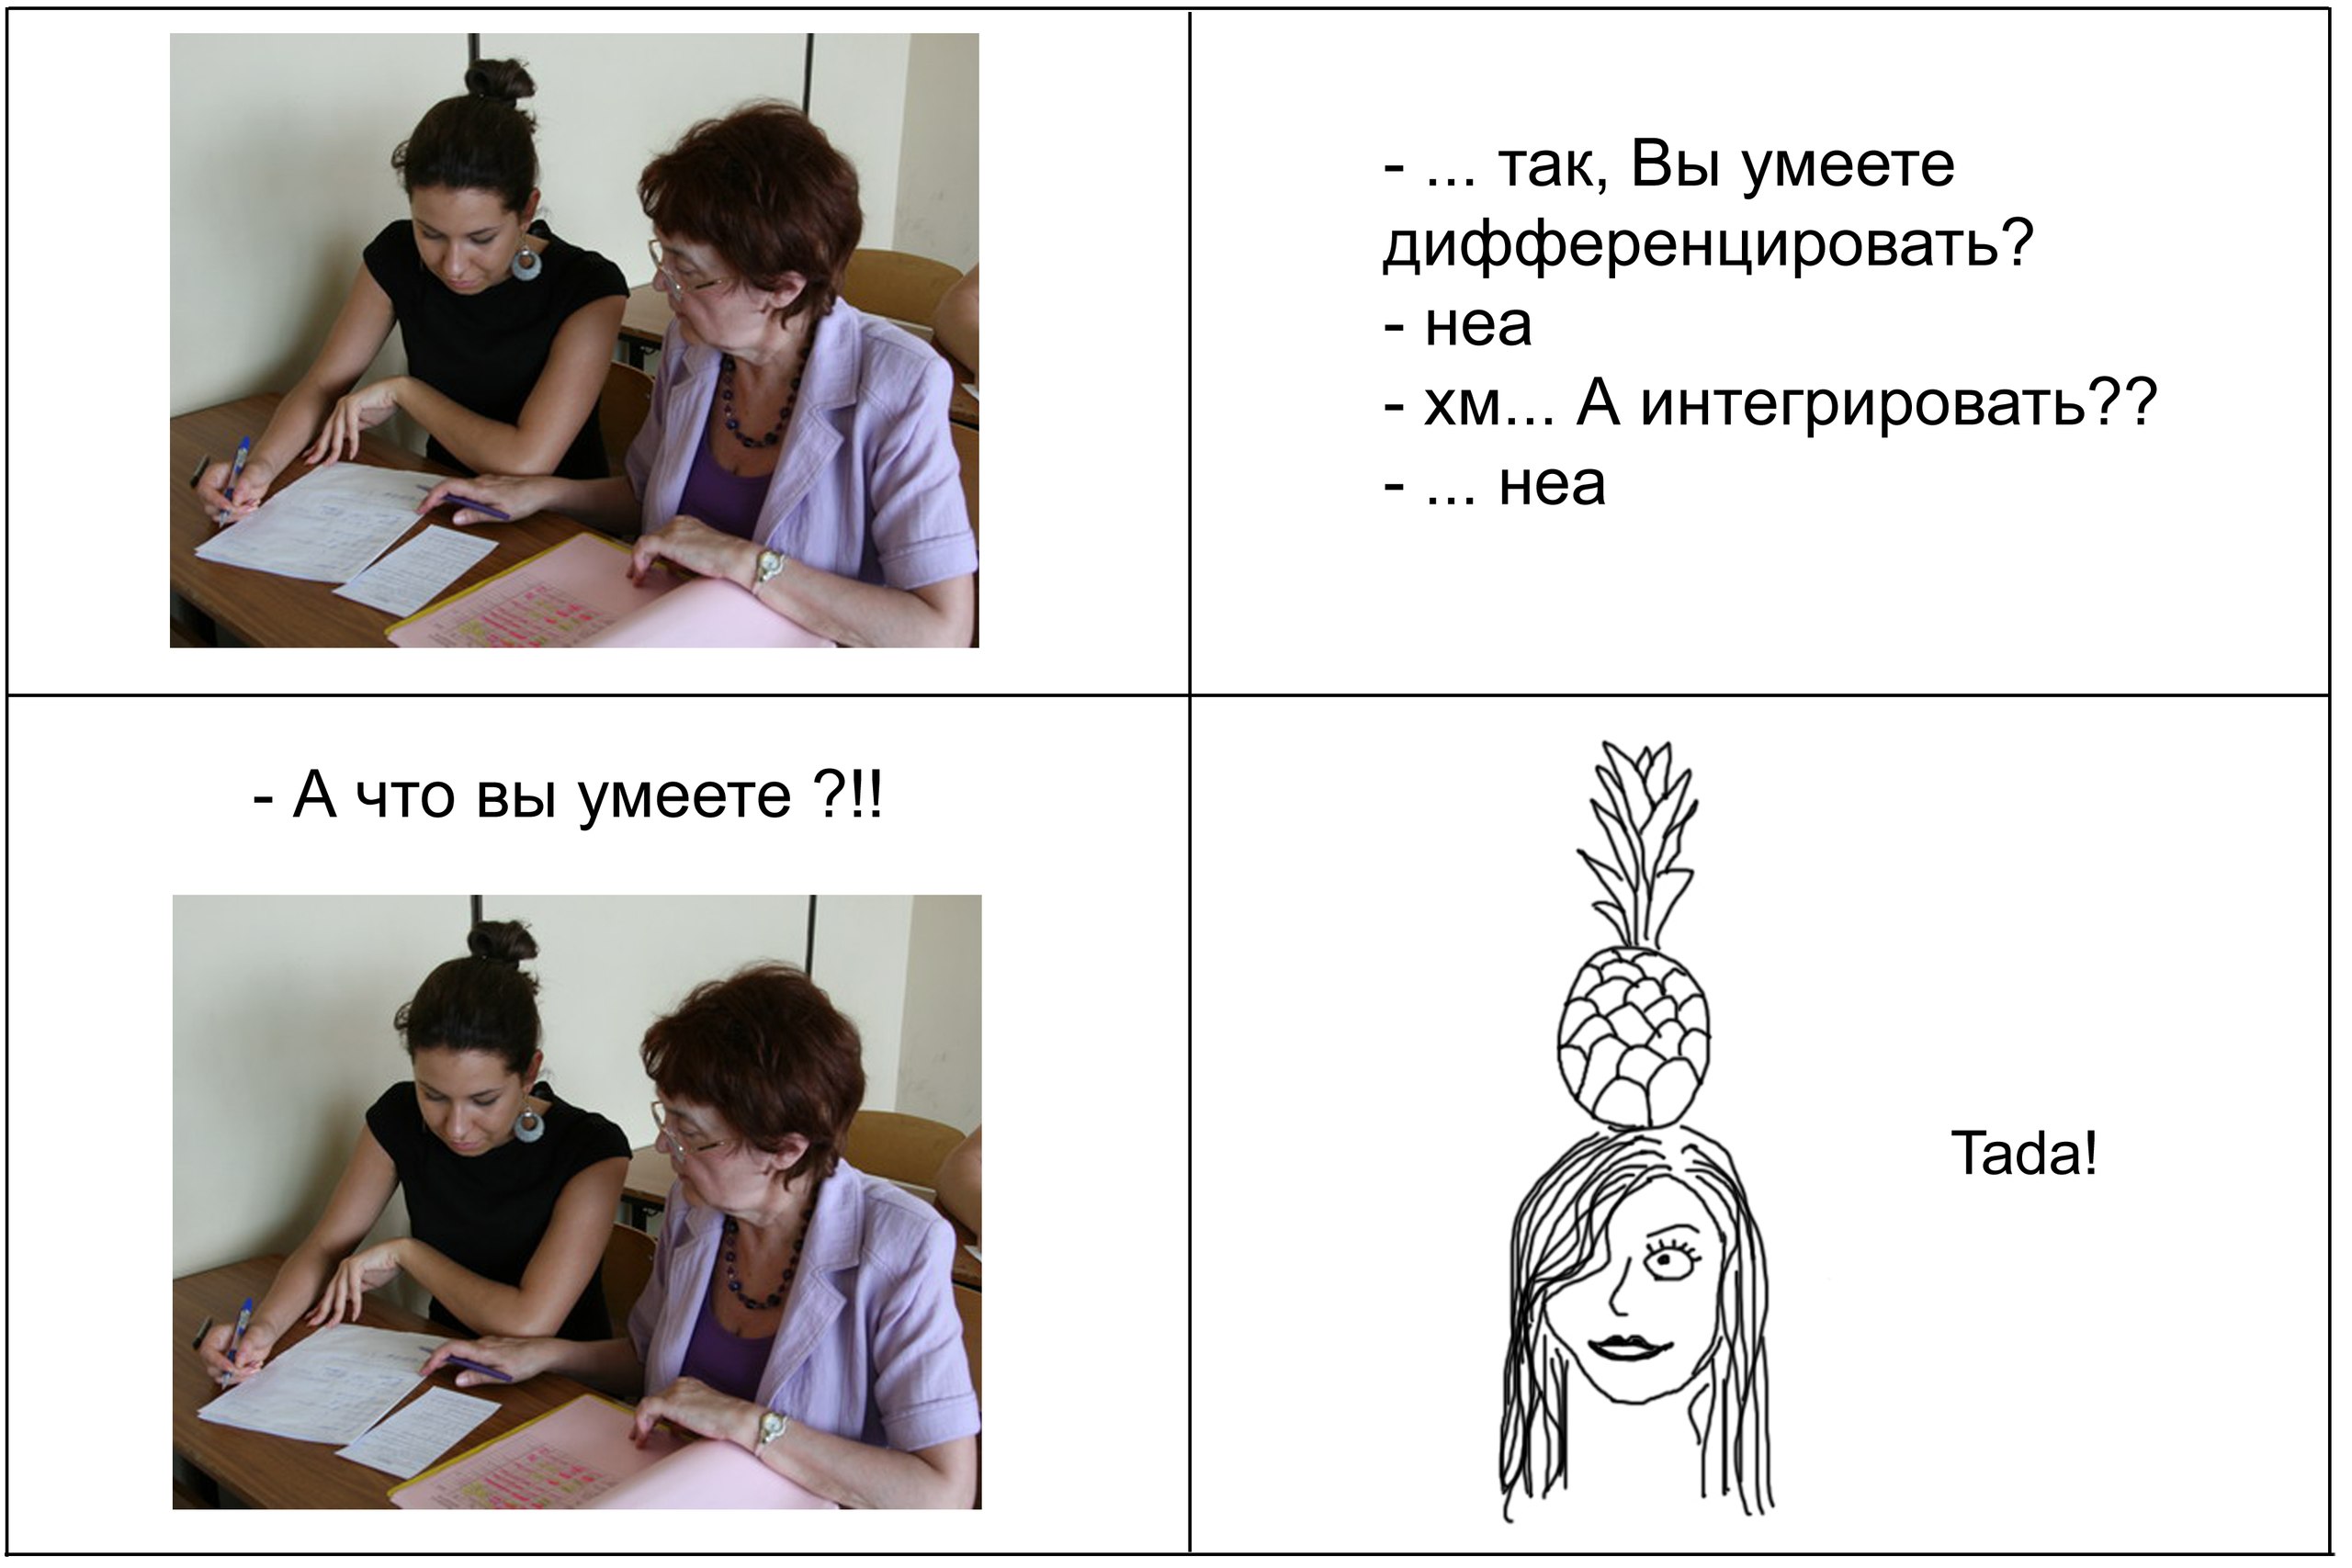 - ... так, Вы умеете
дифференцировать?
- неа
- хм... А интегрировать??
- ... неа
- А что вы умеете ?!!
Tada!